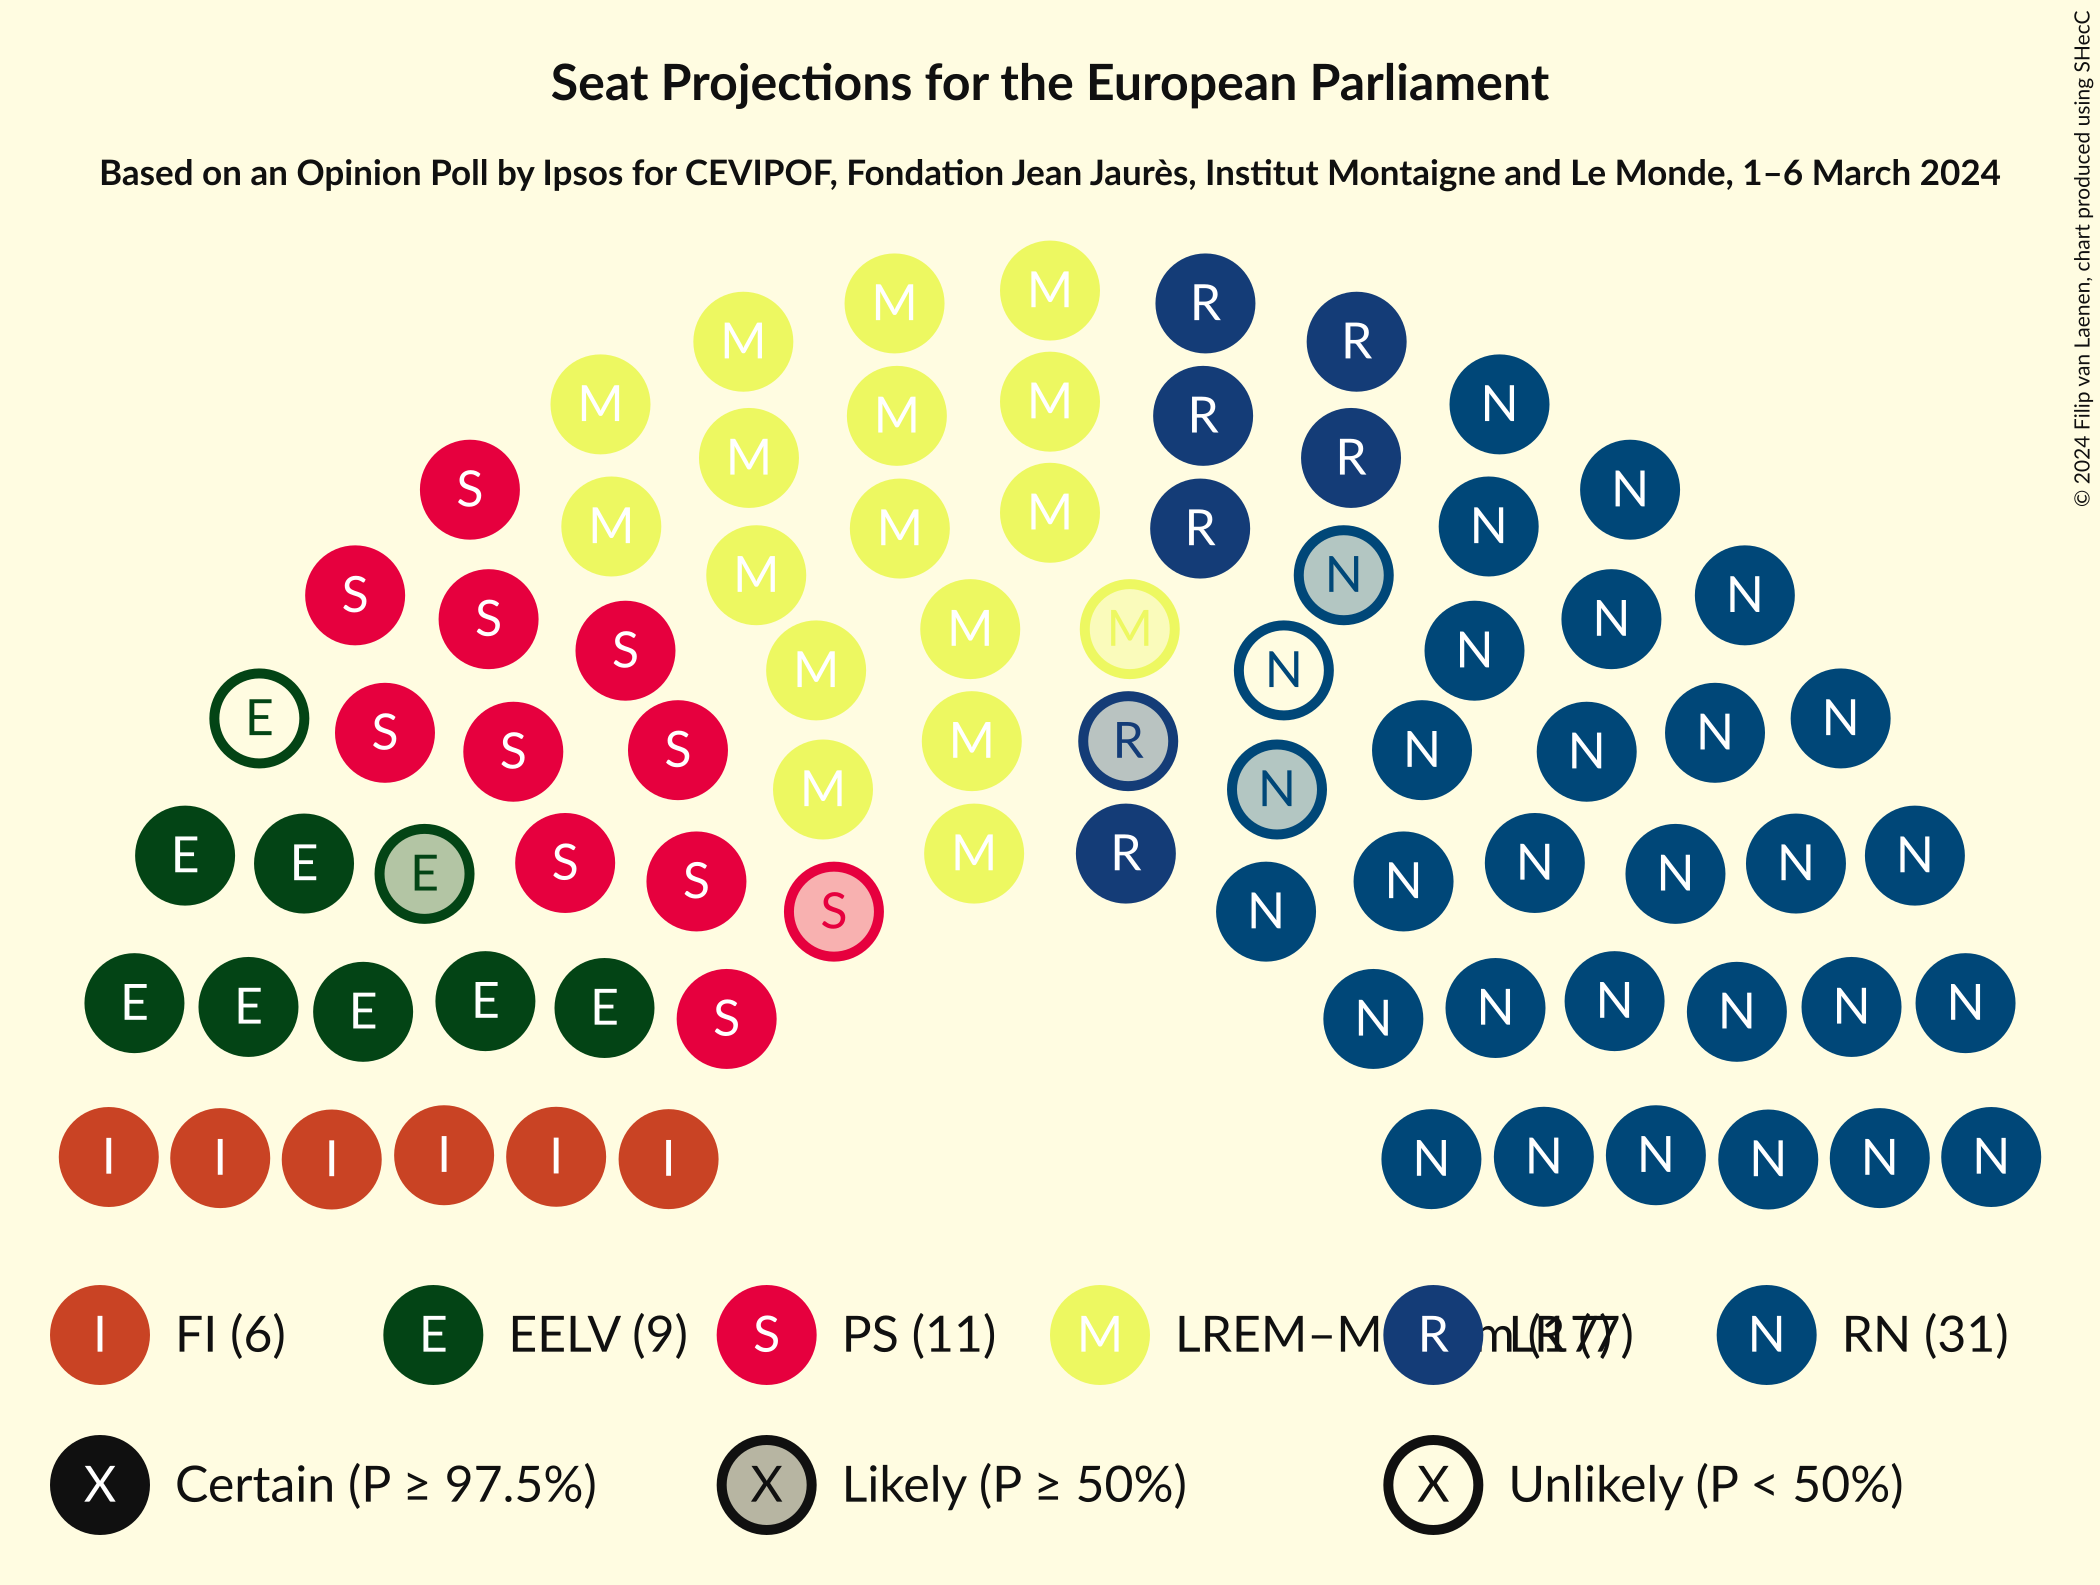 Seat Projections for the European Parliament
Based on an Opinion Poll by Ipsos for CEVIPOF, Fondation Jean Jaurès, Institut Montaigne and Le Monde, 1–6 March 2024
© 2024 Filip van Laenen, chart produced using SHecC
M M M R R
M M M R N
S M R N
M M M R N
S S M M M N N N
S M N N
E S S S M R N N N N
M N
E E E S S S M R N N N N N N
E E E E E S N N N N N N
I I I I I I N N N N N N
I FI (6) E EELV (9) S PS (11) M LREM–M R LR (7) N RN (31)
X Certain (P ≥ 97.5%) X Likely (P ≥ 50%) X Unlikely (P < 50%)